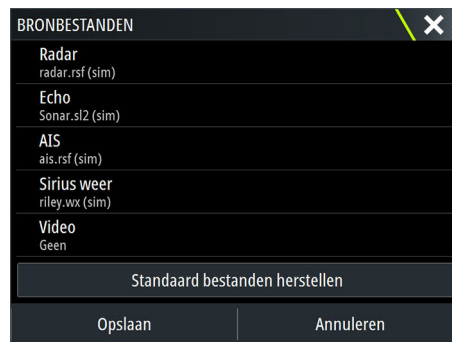 BRONBESTANDEN
Radar
radar.rsf (sim)
Echo
Sonar.sl2 (sim)
AIS
ais.rsf (sim)
Sirius weer
riley.wx (sim)
Video
Geen
Standaard bestanden herstellen
Opslaan Annuleren